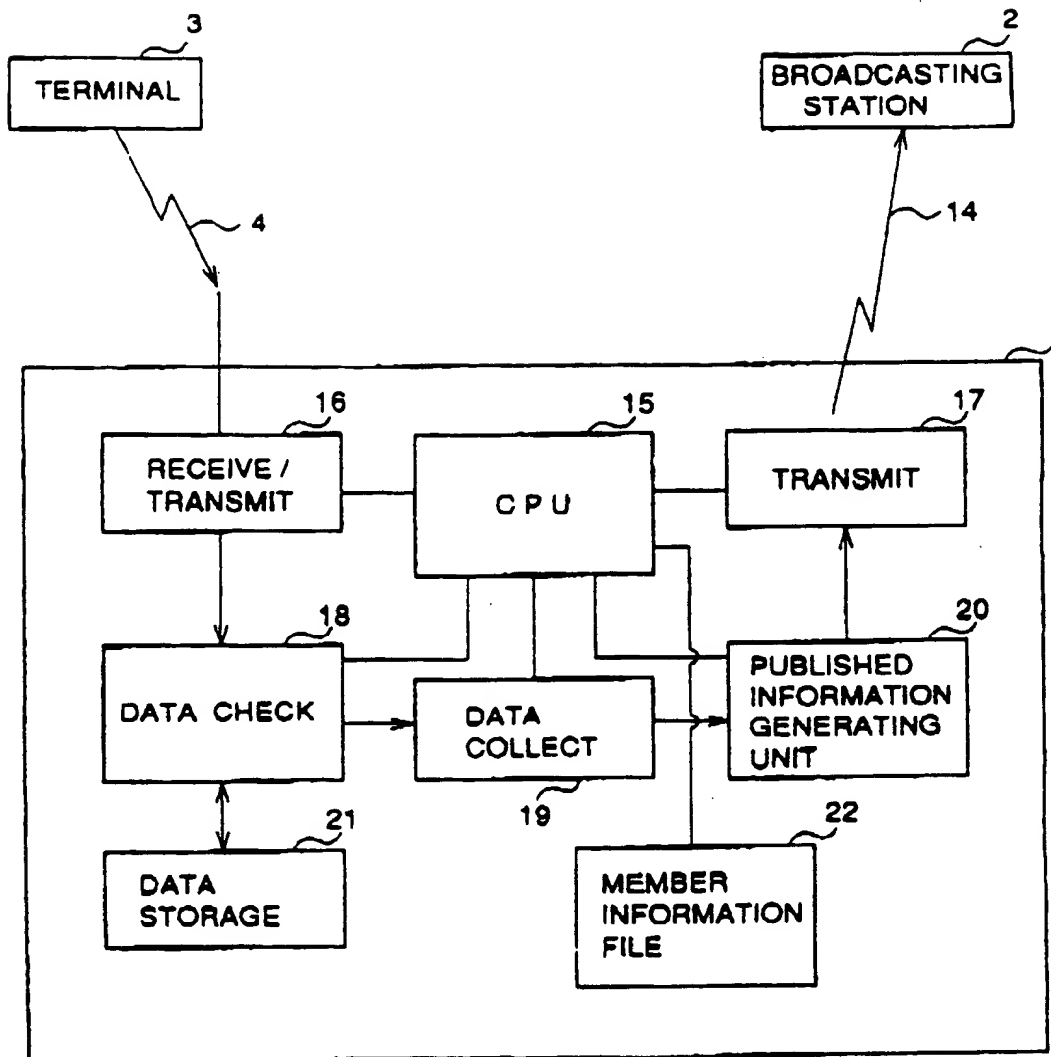 3
TERMINAL
2
BROADCASTING
STATION
4
14
16
RECEIVE /
TRANSMIT
15
CPU
17
TRANSMIT
18
DATA CHECK
DATA
COLLECT
19
20
PUBLISHED
INFORMATION
GENERATING
UNIT
21
DATA
STORAGE
22
MEMBER
INFORMATION
FILE